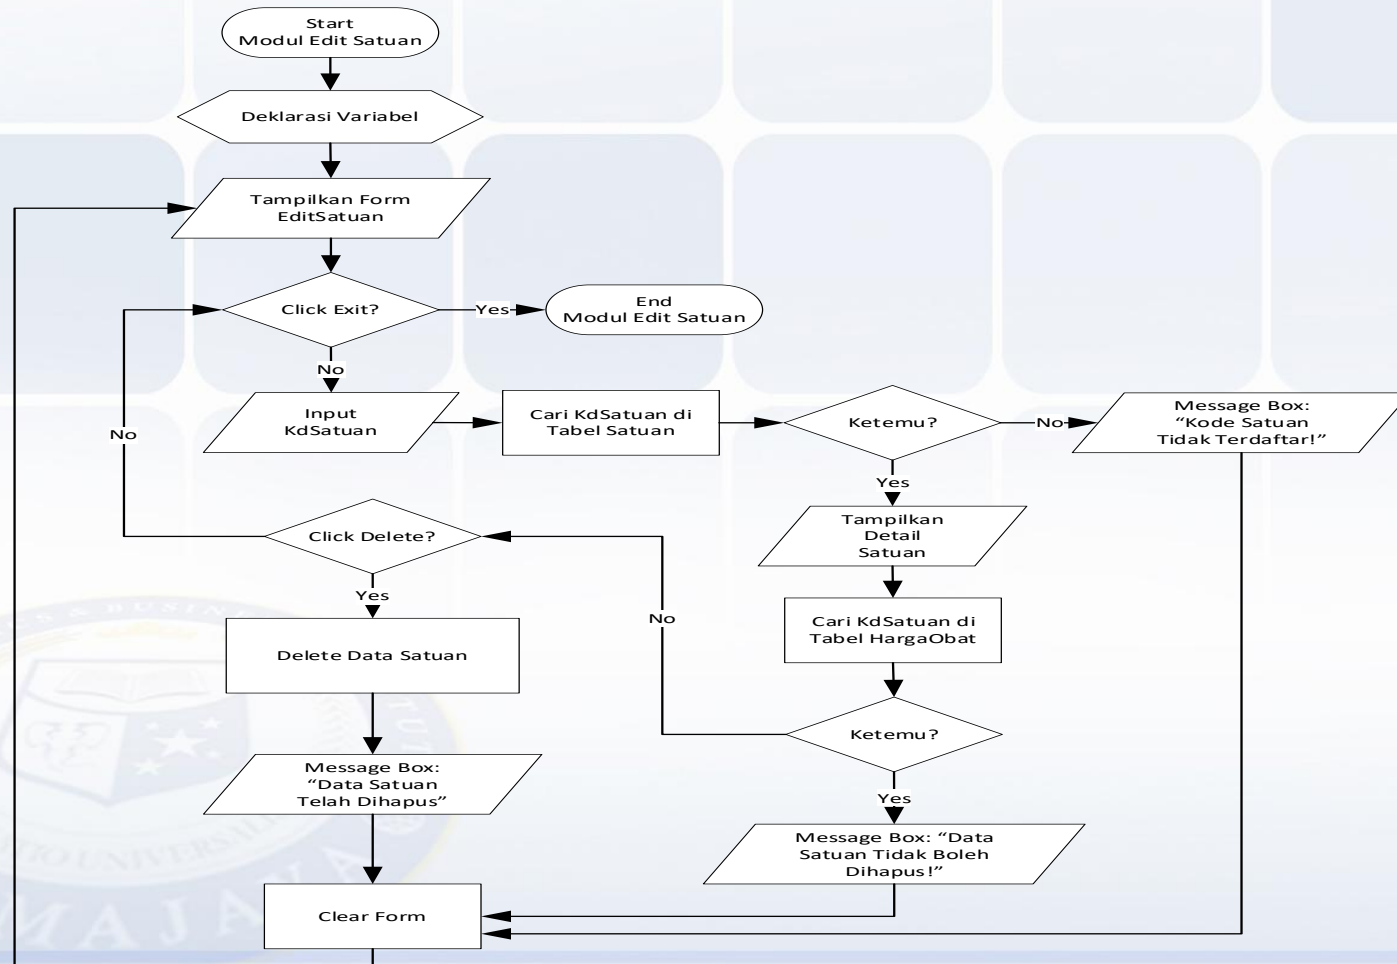 Start
Modul Edit Satuan
Deklarasi Variabel
Tampilkan Form
EditSatuan
Click Exit?
Yes
End
Modul Edit Satuan
No
Input
KdSatuan
Cari KdSatuan di
Tabel Satuan
Ketemu?
No
Message Box:
“Kode Satuan
Tidak Terdaftar!”
No
Yes
Click Delete?
Tampilkan
Detail
Satuan
Yes
No
Cari KdSatuan di
Tabel HargaObat
Delete Data Satuan
Ketemu?
Message Box:
“Data Satuan
Telah Dihapus”
Yes
Message Box: “Data
Satuan Tidak Boleh
Dihapus!”
Clear Form